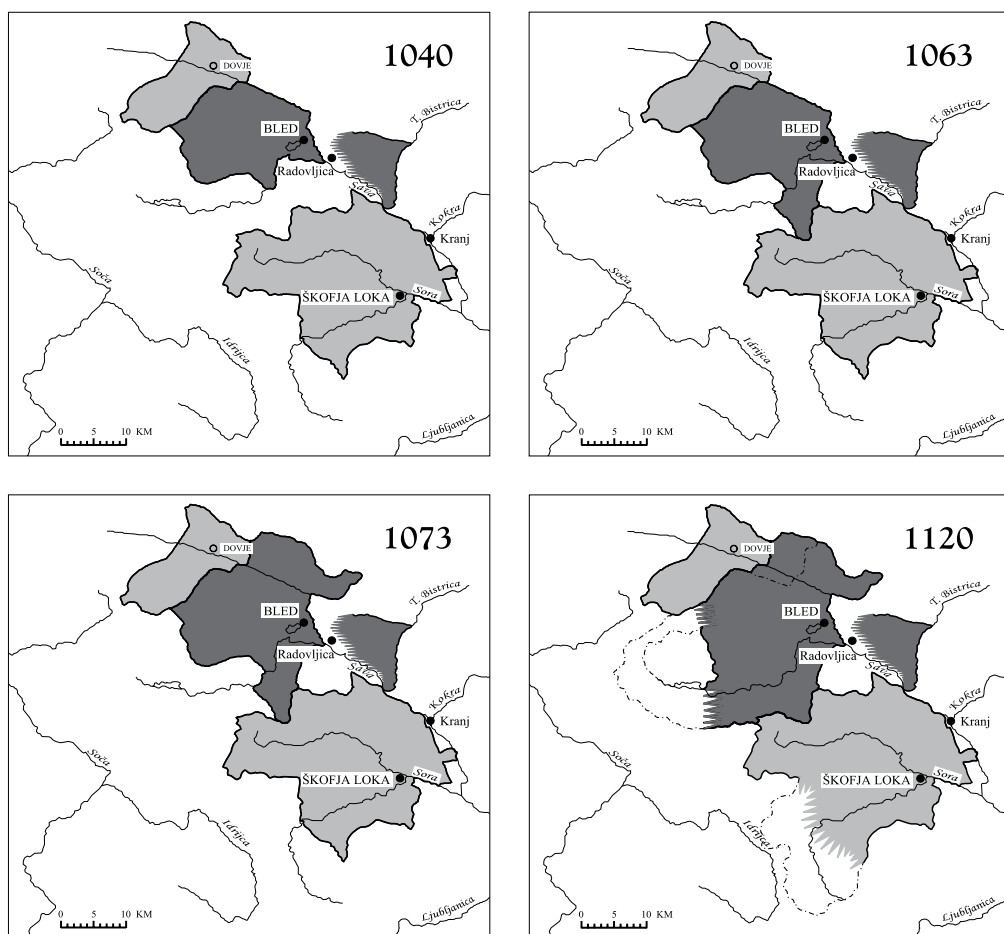 1040
DOVJE
BLED
T. Bistrica
Radovljica
Sava
Kokra
Kranj
Soča
ŠKOFJA LOKA
Sora
Idrijca
0 5 10 KM
Ljubljanica
1063
DOVJE
BLED
T. Bistrica
Radovljica
Sava
Kokra
Kranj
Soča
ŠKOFJA LOKA
Sora
Idrijca
0 5 10 KM
Ljubljanica
1073
DOVJE
BLED
T. Bistrica
Radovljica
Sava
Kokra
Kranj
Soča
ŠKOFJA LOKA
Sora
Idrijca
0 5 10 KM
Ljubljanica
1120
DOVJE
BLED
T. Bistrica
Radovljica
Sava
Kokra
Kranj
Soča
ŠKOFJA LOKA
Sora
Idrijca
0 5 10 KM
Ljubljanica